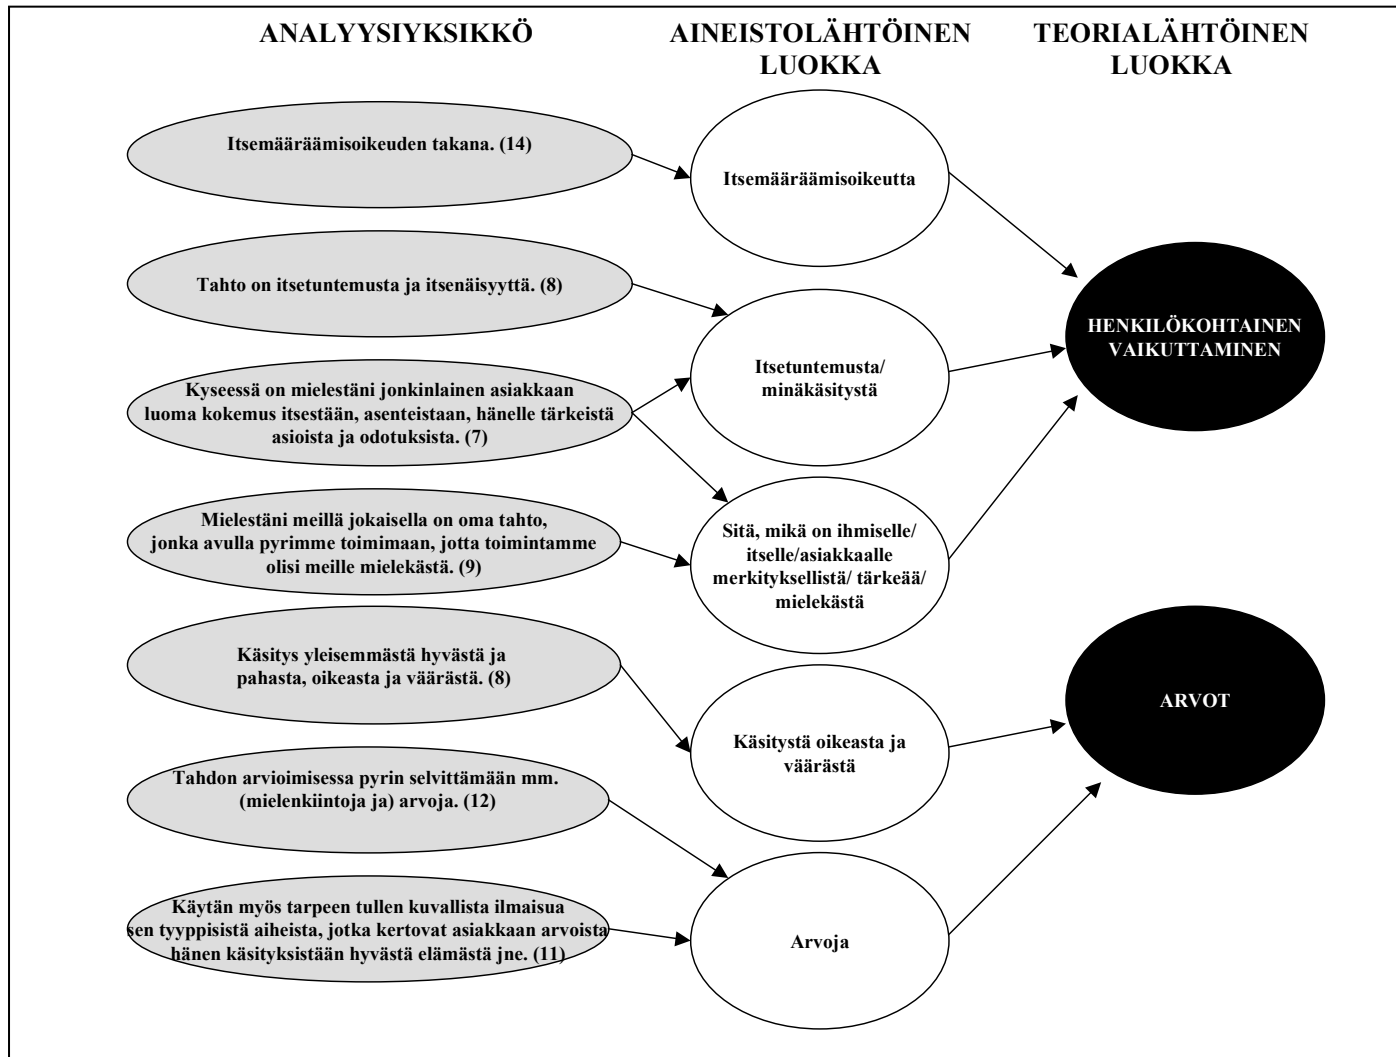 ANALYYSIYKSIKKÖ
AINEISTOLÄHTÖINEN
LUOKKA
TEORIALÄHTÖINEN
LUOKKA
Itsemääräämisoikeuden takana. (14)
Tahto on itsetuntemusta ja itsenäisyyttä. (8)
Kyseessä on mielestäni jonkinlainen asiakkaan
luoma kokemus itsestään, asenteistaan, hänelle tärkeistä
asioista ja odotuksista. (7)
Mielestäni meillä jokaisella on oma tahto,
jonka avulla pyrimme toimimaan, jotta toimintamme
olisi meille mielekästä. (9)
Käsitys yleisemmästä hyvästä ja
pahasta, oikeasta ja väärästä. (8)
Tahdon arvioimisessa pyrin selvittämään mm.
(mielenkiintoja ja) arvoja. (12)
Käytän myös tarpeen tullen kuvallista ilmaisua
sen tyyppisistä aiheista, jotka kertovat asiakkaan arvoista
hänen käsityksistään hyvästä elämästä jne. (11)
Itsemääräämisoikeutta
Itsetuntemusta/
minäkäsitystä
Sitä, mikä on ihmiselle/
itselle/asiakkaalle
merkityksellistä/ tärkeää/
mielekästä
Käsitystä oikeasta ja
väärästä
Arvoja
HENKILÖKOHTAINEN
VAIKUTTAMINEN
ARVOT